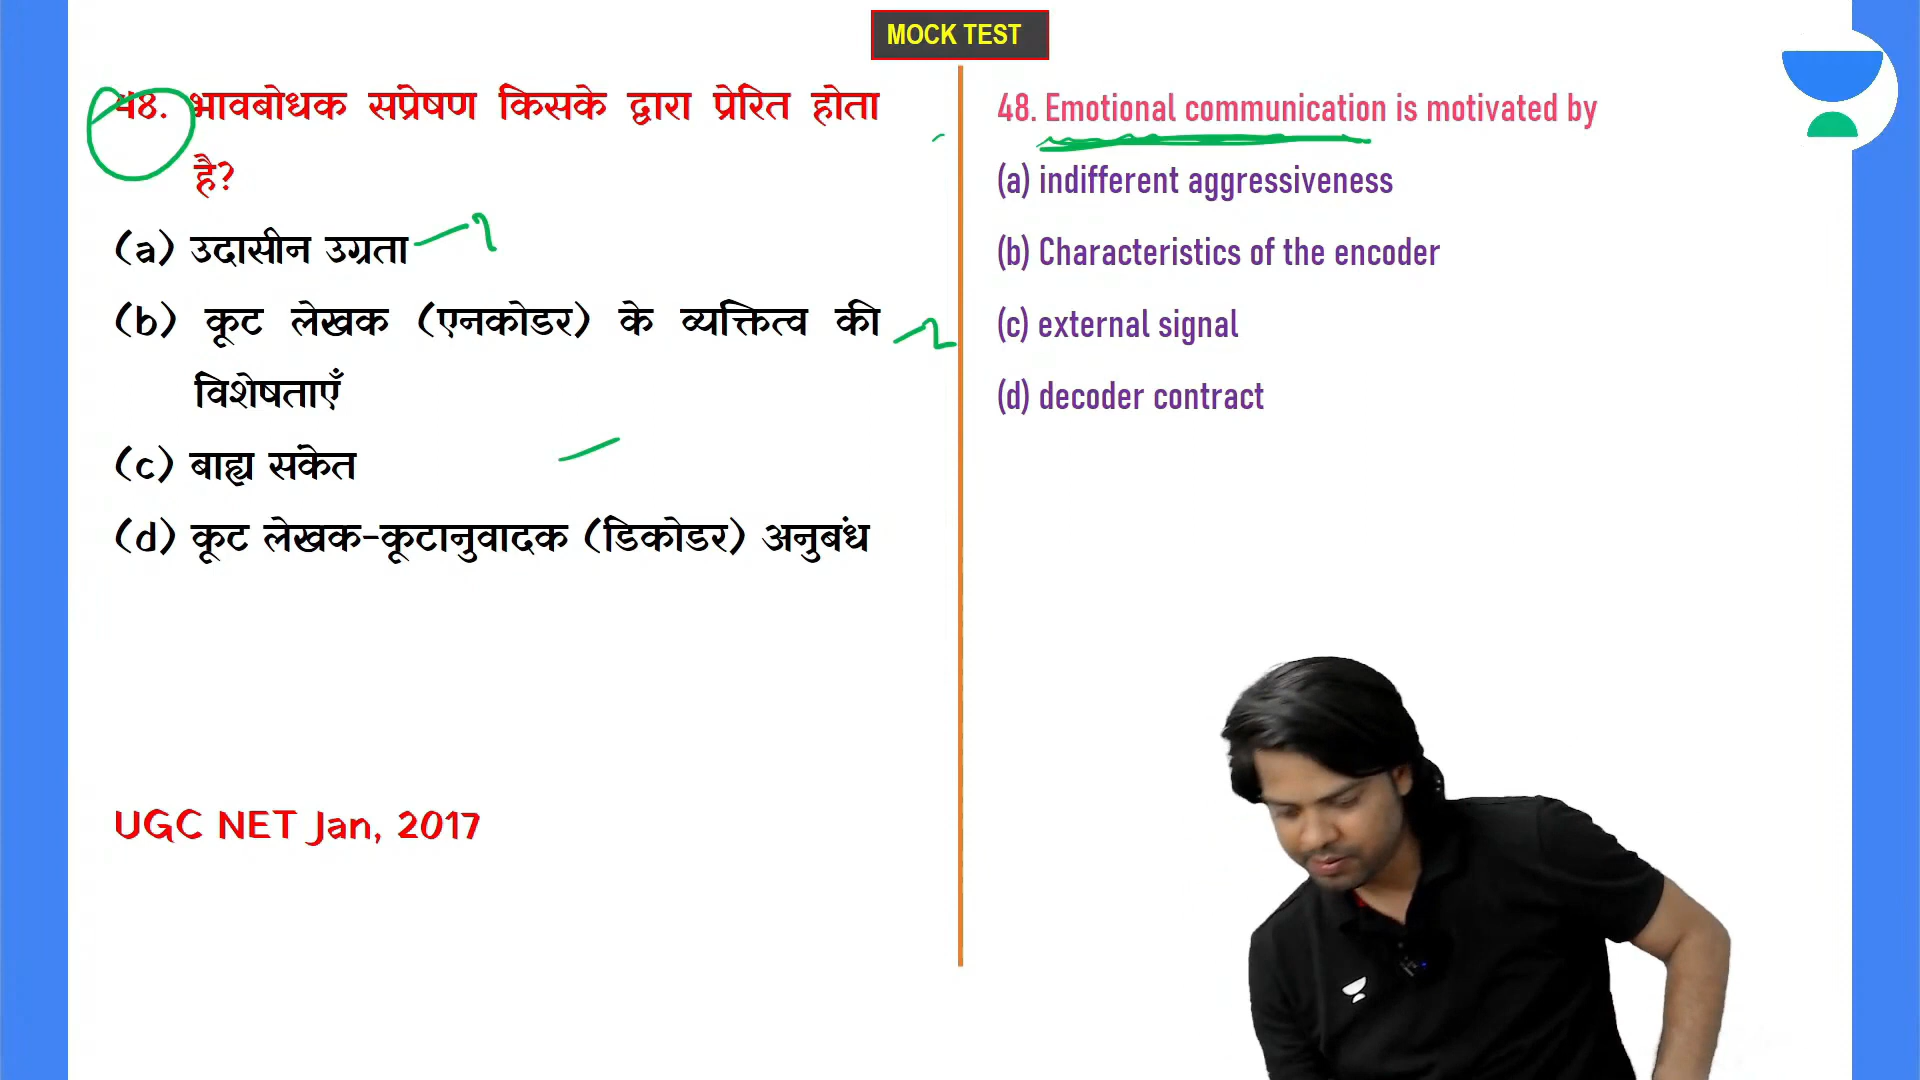 MOCK TEST
48. भावबोधक सप्रेषण किसके द्वारा प्रेरित होता
है?
(a) उदासीन उग्रता
(b) कूट लेखक (एनकोडर) के व्यक्तित्व की
विशेषताएँ
(c) बाह्य संकेत
(d) कूट लेखक-कूटानुवादक (डिकोडर) अनुबंध
UGC NET Jan, 2017
48. Emotional communication is motivated by
(a) indifferent aggressiveness
(b) Characteristics of the encoder
(c) external signal
(d) decoder contract